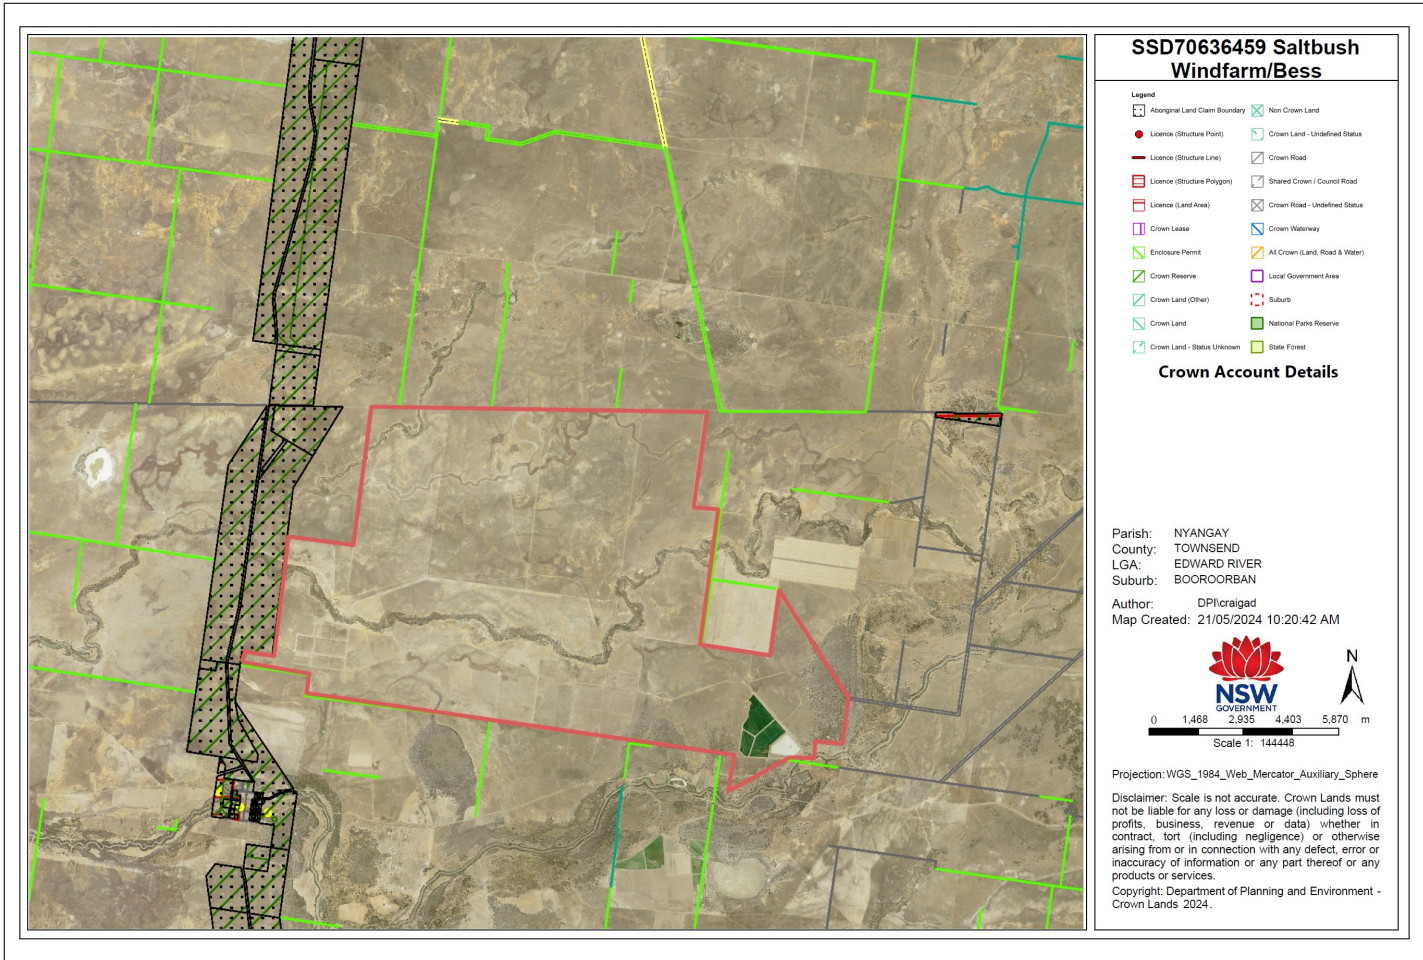 SSD70636459 Saltbush
Windfarm/Bess
Legend
Aboriginal Land Claim Boundary
Licence (Structure Point)
Licence (Structure Line)
Licence (Structure Polygon)
Licence (Land Area)
Crown Lease
Enclosure Permit
Crown Reserve
Crown Land (Other)
Crown Land
Crown Land - Status Unknown
Non Crown Land
Crown Land - Undefined Status
Crown Road
Shared Crown / Council Road
Crown Road - Undefined Status
Crown Waterway
All Crown (Land, Road & Water)
Local Government Area
Suburb
National Parks Reserve
State Forest
Crown Account Details
Parish: NYANGAY
County: TOWNSEND
LGA: EDWARD RIVER
Suburb: BOOROORBAN
Author: DPI\craigad
Map Created: 21/05/2024 10:20:42 AM
NSW
GOVERNMENT
N
0 1,468 2,935 4,403 5,870 m
Scale 1: 144448
Projection: WGS_1984_Web_Mercator_Auxiliary_Sphere
Disclaimer: Scale is not accurate. Crown Lands must
not be liable for any loss or damage (including loss of
profits, business, revenue or data) whether in
contract, tort (including negligence) or otherwise
arising from or in connection with any defect, error or
inaccuracy of information or any part thereof or any
products or services.
Copyright: Department of Planning and Environment -
Crown Lands 2024.